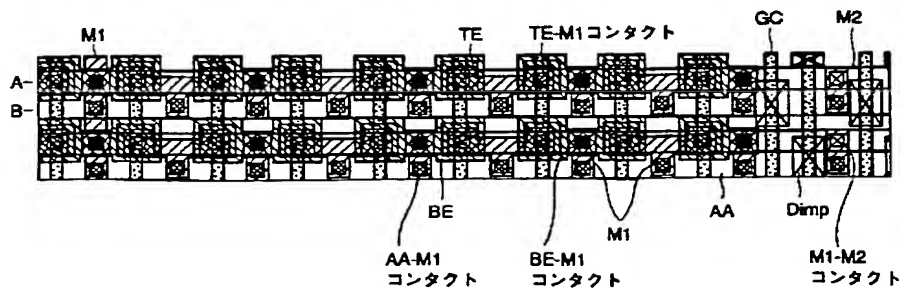 M1
TE
TE-M1コンタクト
GC
M2
A
B
BE
M1
AA
Dimp
AA-M1
コンタクト
BE-M1
コンタクト
M1-M2
コンタクト